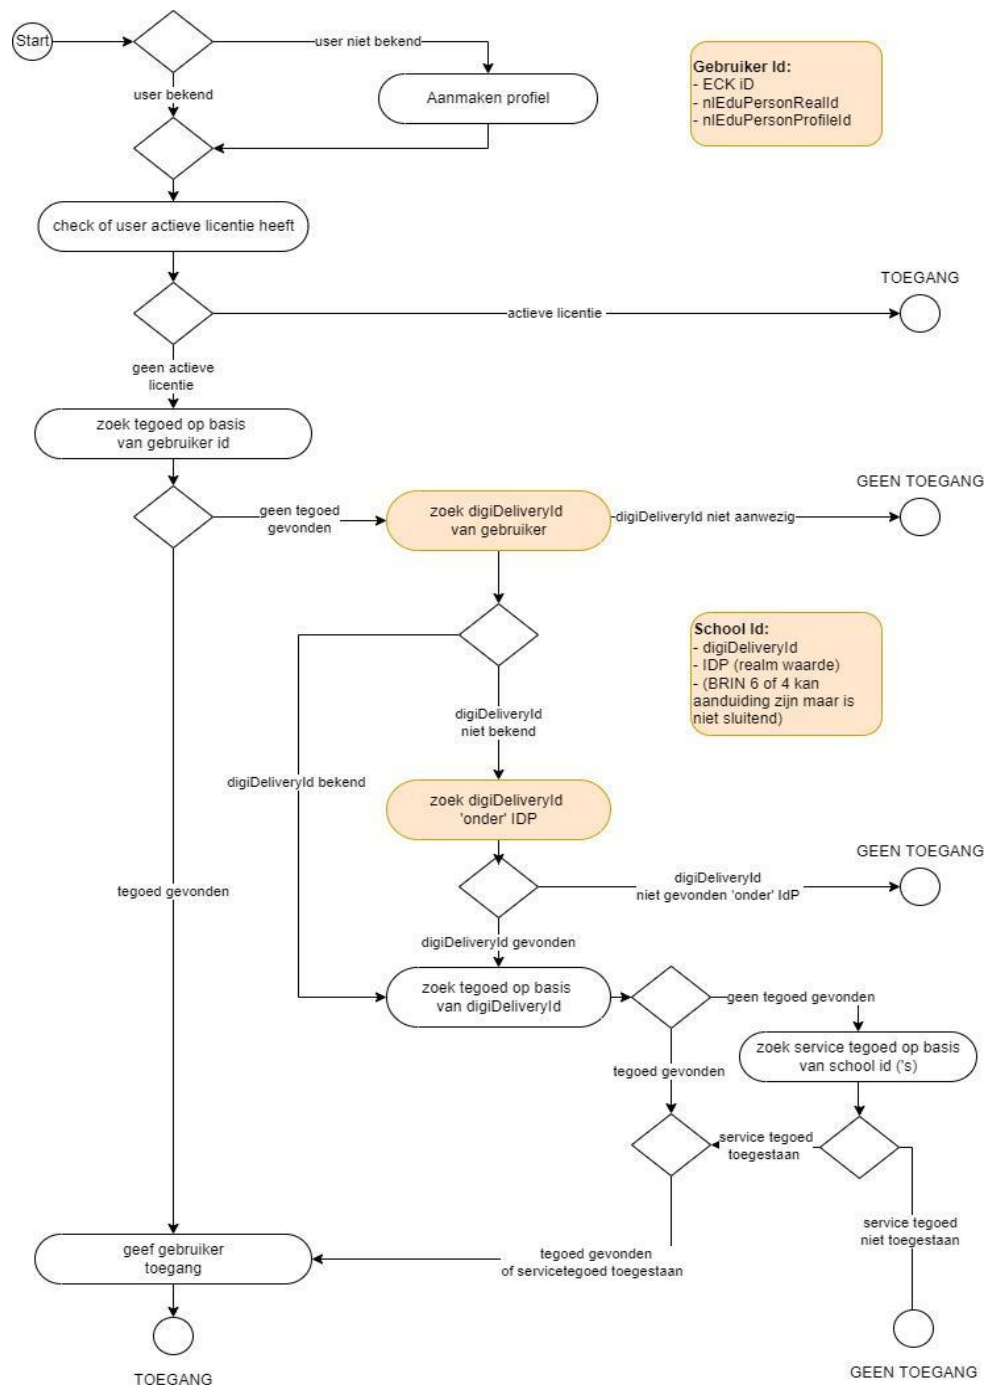 Start
user niet bekend
user bekend
Aanmaken profiel
Gebruiker Id:
- ECK iD
- nlEduPersonRealId
- nlEduPersonProfileId
check of user actieve licentie heeft
TOEGANG
actieve licentie
geen actieve
licentie
zoek tegoed op basis
van gebruiker id
GEEN TOEGANG
geen tegoed
gevonden
zoek digiDeliveryId
van gebruiker
digiDeliveryId niet aanwezig
School Id:
- digiDeliveryId
- IDP (realm waarde)
- (BRIN 6 of 4 kan
aanduiding zijn maar is
niet sluitend)
digiDeliveryId
niet bekend
digiDeliveryId bekend
zoek digiDeliveryId
'onder' IDP
GEEN TOEGANG
digiDeliveryId
niet gevonden 'onder' IdP
tegoed gevonden
digiDeliveryId gevonden
zoek tegoed op basis
van digiDeliveryId
geen tegoed gevonden
zoek service tegoed op basis
van school id ('s)
tegoed gevonden
service tegoed
toegestaan
service tegoed
niet toegestaan
geef gebruiker
toegang
tegoed gevonden
of servicetegoed toegestaan
TOEGANG
GEEN TOEGANG